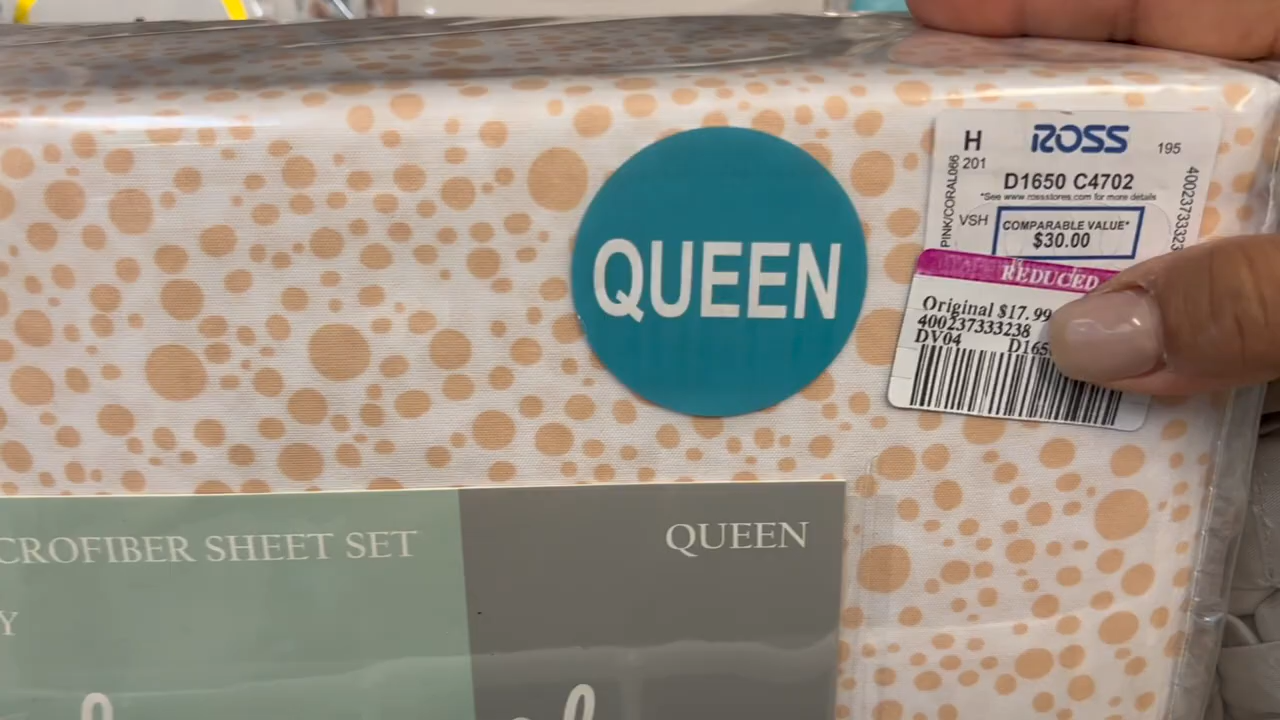 H
201
ROSS
195
D1650 C4702
*See www.rossstores.com for more details
PINK/CORAL066
VSH
COMPARABLE VALUE*
$30.00
REDUCED
Original $17.99
400237333238
DV04
QUEEN
CROFIBER SHEET SET
QUEEN
Y